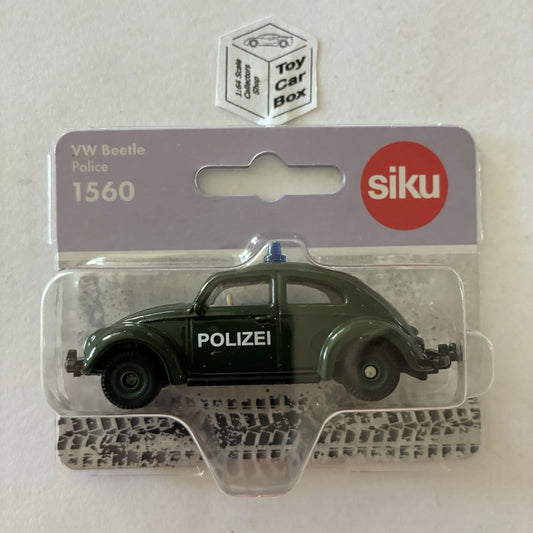 1:64 Scale
Collectors
Shop
Toy
Car
Box
VW Beetle
Police
1560
siku
POLIZEI